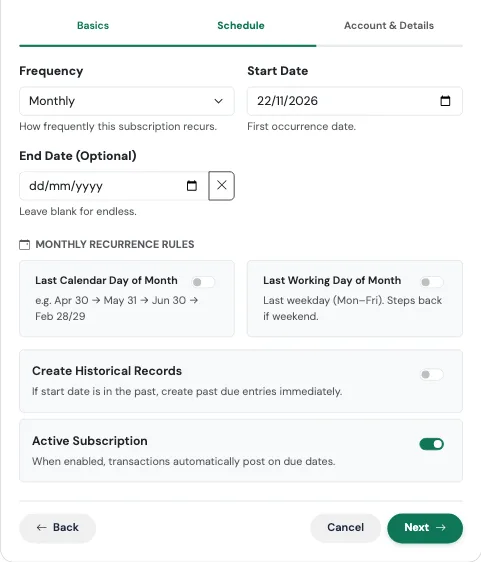 Basics
Schedule
Account & Details
Frequency
Start Date
Monthly
22/11/2026
How frequently this subscription recurs.
First occurrence date.
End Date (Optional)
dd/mm/yyyy
Leave blank for endless.
MONTHLY RECURRENCE RULES
Last Calendar Day of Month
e.g. Apr 30 → May 31 → Jun 30 →
Feb 28/29
Last Working Day of Month
Last weekday (Mon–Fri). Steps back
if weekend.
Create Historical Records
If start date is in the past, create past due entries immediately.
Active Subscription
When enabled, transactions automatically post on due dates.
← Back
Cancel
Next →